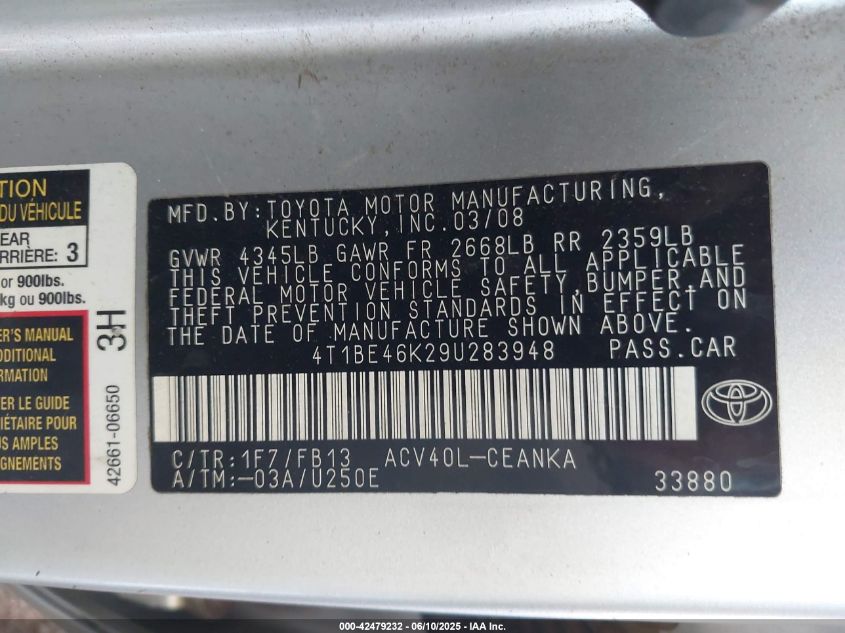 TION
DU VÉHICULE
EAR
ARRIÈRE: 3
or 900lbs.
kg ou 900lbs.
R'S MANUAL
DDITIONAL
RMATION
ER LE GUIDE
IÉTAIRE POUR
US AMPLES
GNEMENTS
3H
42661-06650
MFD.BY:TOYOTA MOTOR MANUFACTURING,
KENTUCKY,INC.03/08
GVWR 4345LB GAWR FR 2668LB RR 2359LB
THIS VEHICLE CONFORMS TO ALL APPLICABLE
FEDERAL MOTOR VEHICLE SAFETY,BUMPER,AND
THEFT PREVENTION STANDARDS IN EFFECT ON
THE DATE OF MANUFACTURE SHOWN ABOVE.
4T1BE46K29U283948 PASS.CAR
C/TR:1F7/FB13 ACV40L-CEANKA
A/TM:-03A/U250E 33880
000-42479232 - 06/10/2025 - IAA Inc.